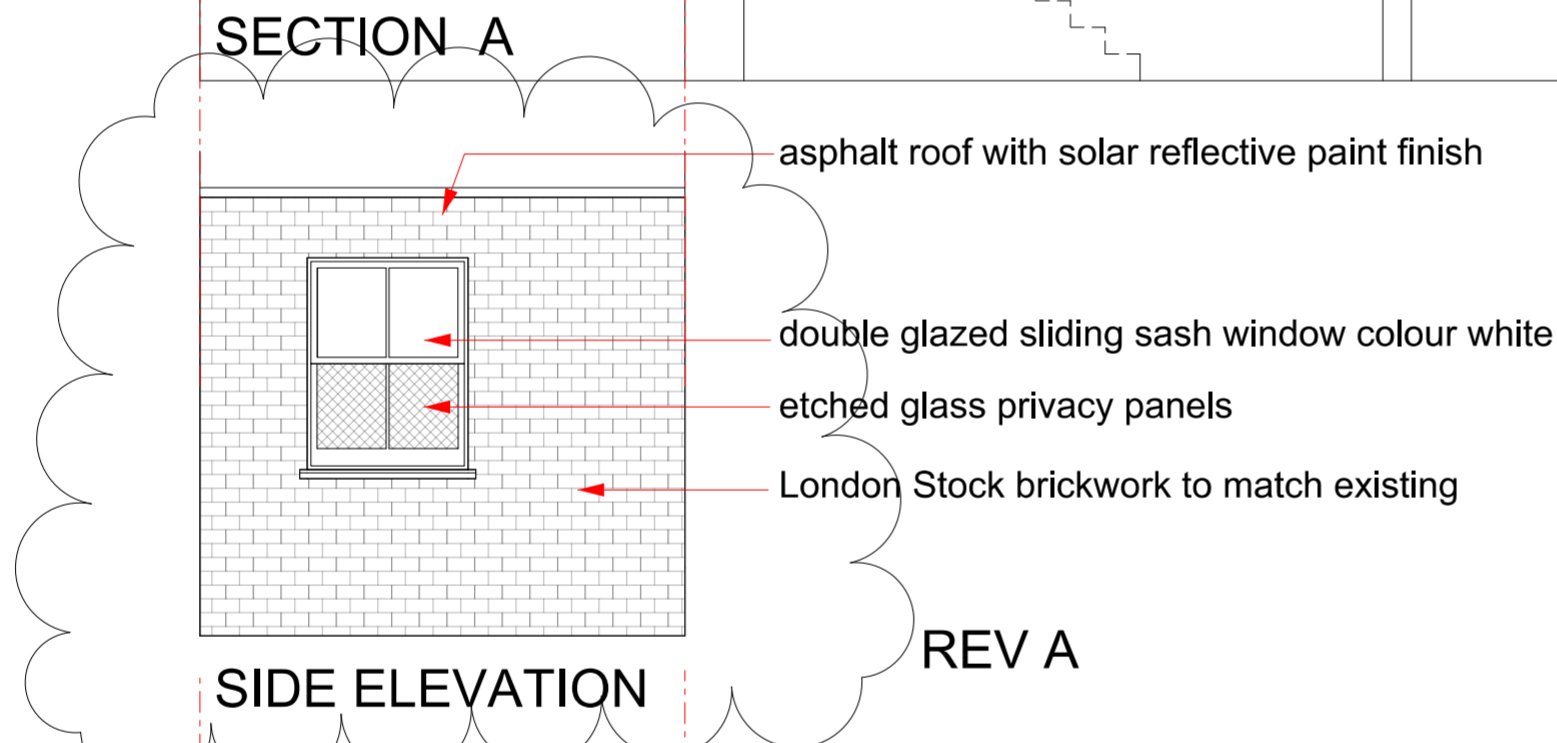 SECTION A
asphalt roof with solar reflective paint finish
double glazed sliding sash window colour white
etched glass privacy panels
London Stock brickwork to match existing
REV A
SIDE ELEVATION